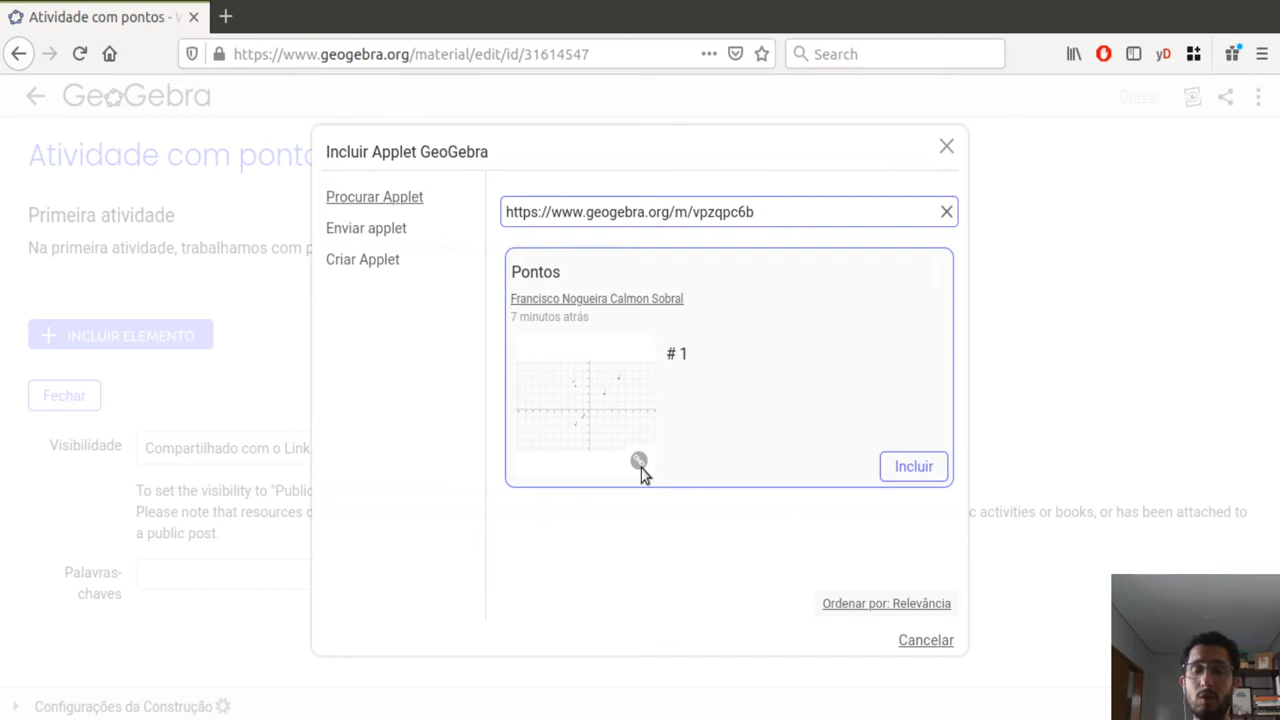 Atividade com pontos - W
https://www.geogebra.org/material/edit/id/31614547
Search
yD
GeoGebra
Gravar
Atividade com ponto
Incluir Applet GeoGebra
Procurar Applet
https://www.geogebra.org/m/vpzqpc6b
Primeira atividade
Enviar applet
Na primeira atividade, trabalhamos com p
Criar Applet
Pontos
Francisco Nogueira Calmon Sobral
7 minutos atrás
INCLUIR ELEMENTO
# 1
Fechar
Visibilidade
Compartilhado com o Link
Incluir
To set the visibility to "Public
Please note that resources c
c activities or books, or has been attached to
a public post.
Palavras-
chaves
Ordenar por: Relevância
Cancelar
Configurações da Construção